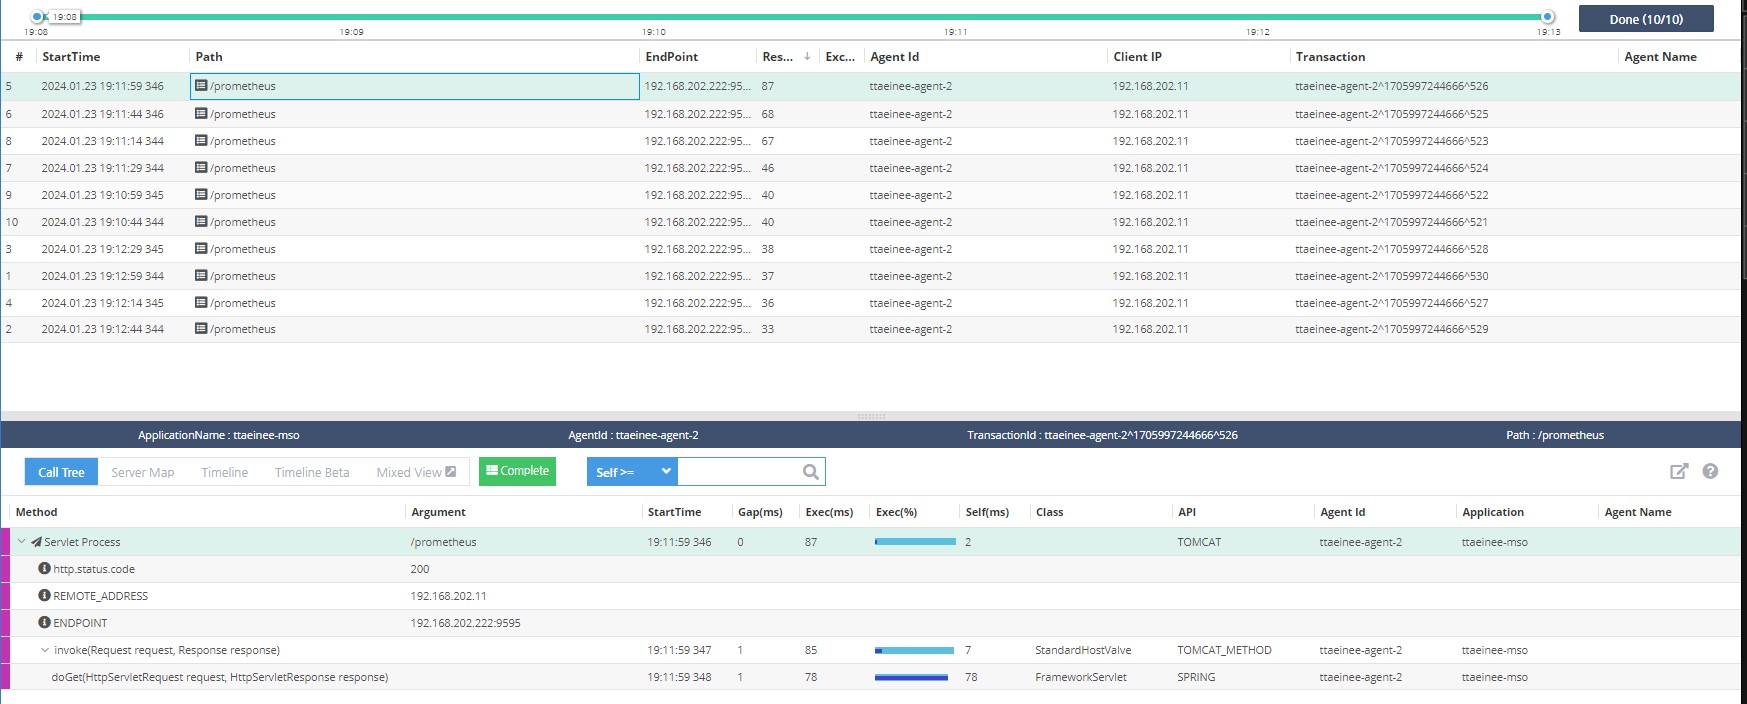 19:08
19:08 19:09 19:10 19:11 19:12 19:13
Done (10/10)
# StartTime Path EndPoint Res... Exc... Agent Id Client IP Transaction Agent Name
5 2024.01.23 19:11:59 346 /prometheus 192.168.202.222:95... 87 ttaeinee-agent-2 192.168.202.11 ttaeinee-agent-2^1705997244666^526
6 2024.01.23 19:11:44 346 /prometheus 192.168.202.222:95... 68 ttaeinee-agent-2 192.168.202.11 ttaeinee-agent-2^1705997244666^525
8 2024.01.23 19:11:14 344 /prometheus 192.168.202.222:95... 67 ttaeinee-agent-2 192.168.202.11 ttaeinee-agent-2^1705997244666^523
7 2024.01.23 19:11:29 344 /prometheus 192.168.202.222:95... 46 ttaeinee-agent-2 192.168.202.11 ttaeinee-agent-2^1705997244666^524
9 2024.01.23 19:10:59 345 /prometheus 192.168.202.222:95... 40 ttaeinee-agent-2 192.168.202.11 ttaeinee-agent-2^1705997244666^522
10 2024.01.23 19:10:44 344 /prometheus 192.168.202.222:95... 40 ttaeinee-agent-2 192.168.202.11 ttaeinee-agent-2^1705997244666^521
3 2024.01.23 19:12:29 345 /prometheus 192.168.202.222:95... 38 ttaeinee-agent-2 192.168.202.11 ttaeinee-agent-2^1705997244666^528
1 2024.01.23 19:12:59 344 /prometheus 192.168.202.222:95... 37 ttaeinee-agent-2 192.168.202.11 ttaeinee-agent-2^1705997244666^530
4 2024.01.23 19:12:14 345 /prometheus 192.168.202.222:95... 36 ttaeinee-agent-2 192.168.202.11 ttaeinee-agent-2^1705997244666^527
2 2024.01.23 19:12:44 344 /prometheus 192.168.202.222:95... 33 ttaeinee-agent-2 192.168.202.11 ttaeinee-agent-2^1705997244666^529
ApplicationName : ttaeinee-mso AgentId : ttaeinee-agent-2 TransactionId : ttaeinee-agent-2^1705997244666^526 Path : /prometheus
Call Tree Server Map Timeline Timeline Beta Mixed View Complete Self >=
Method Argument StartTime Gap(ms) Exec(ms) Exec(%) Self(ms) Class API Agent Id Application Agent Name
Servlet Process /prometheus 19:11:59 346 0 87 2 TOMCAT ttaeinee-agent-2 ttaeinee-mso
http.status.code 200
REMOTE_ADDRESS 192.168.202.11
ENDPOINT 192.168.202.222:9595
invoke(Request request, Response response) 19:11:59 347 1 85 7 StandardHostValve TOMCAT_METHOD ttaeinee-agent-2 ttaeinee-mso
doGet(HttpServletRequest request, HttpServletResponse response) 19:11:59 348 1 78 78 FrameworkServlet SPRING ttaeinee-agent-2 ttaeinee-mso